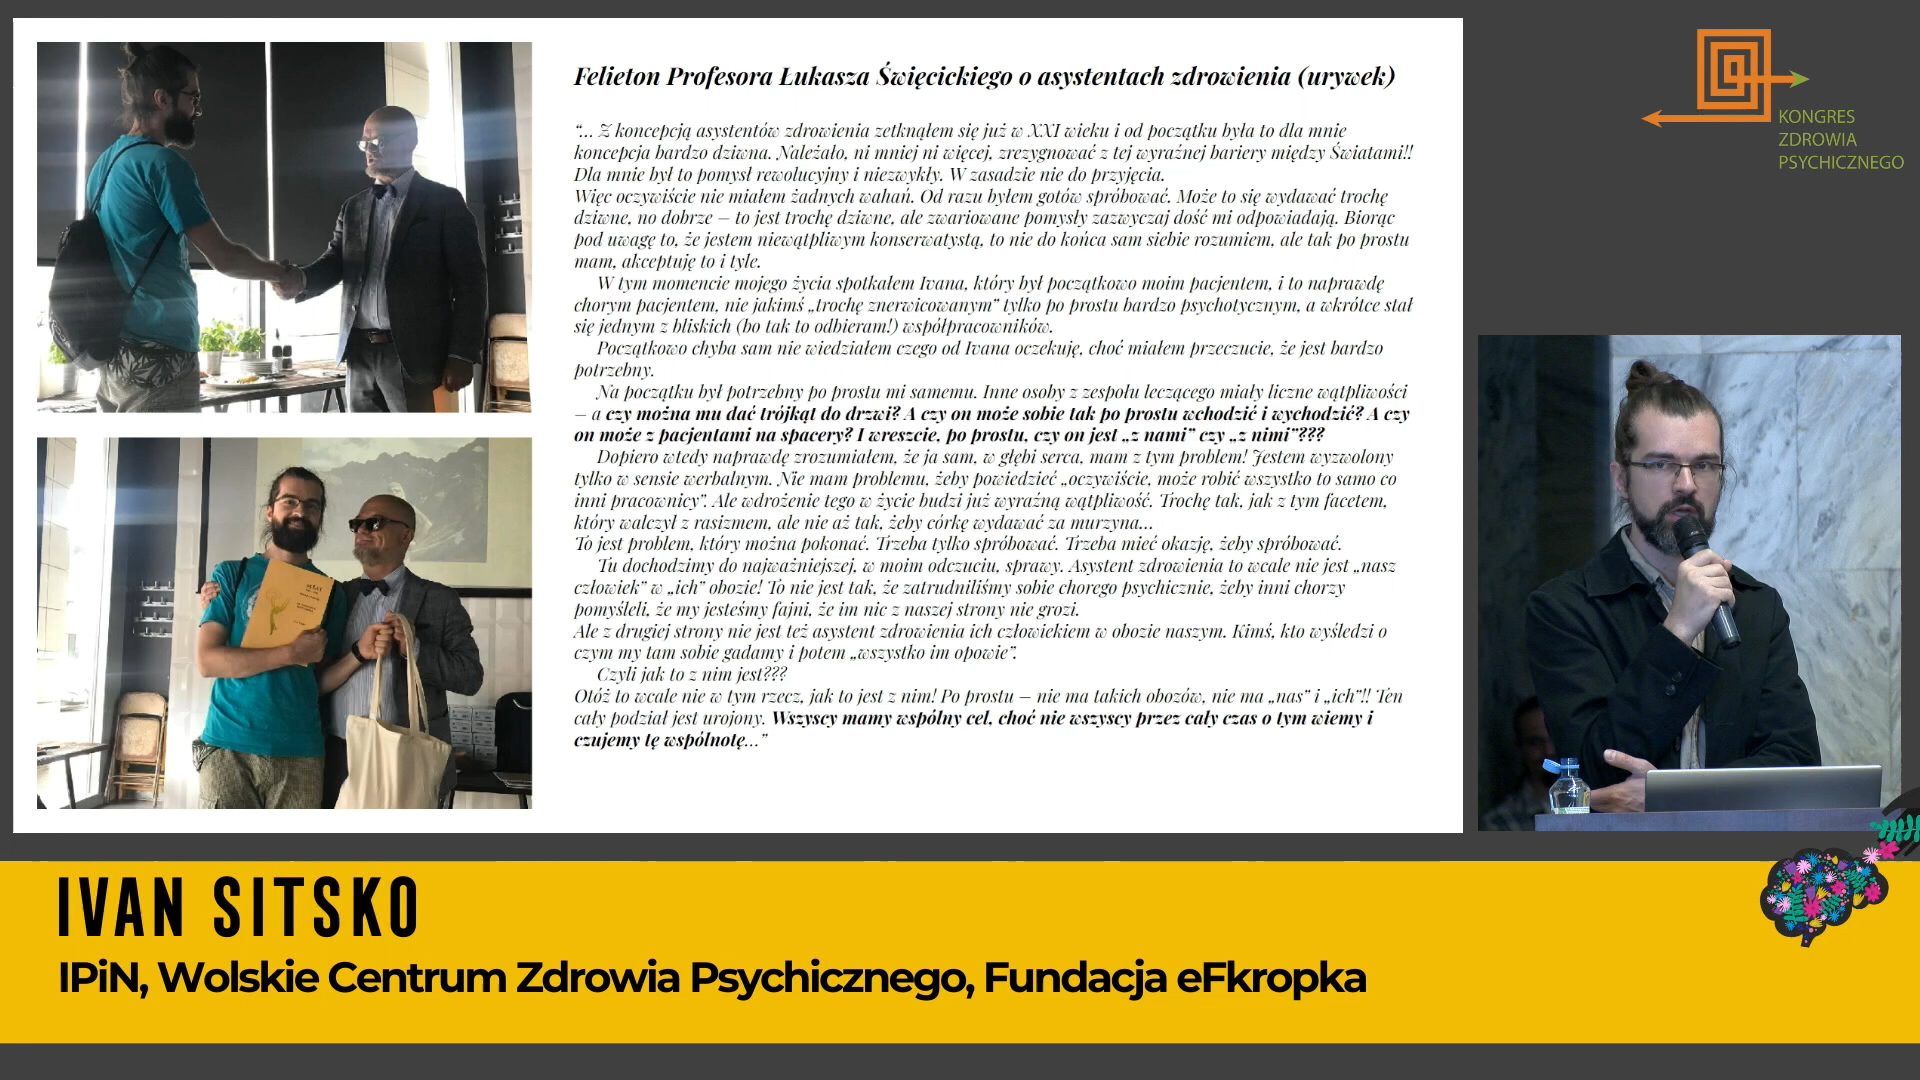 Felieton Profesora Łukasza Święcickiego o asystentach zdrowienia (urywek)
“… Z koncepcją asystentów zdrowienia zetknąłem się już w XXI wieku i od początku była to dla mnie
koncepcja bardzo dziwna. Należało, ni mniej ni więcej, zrezygnować z tej wyraźnej bariery między Światami!!
Dla mnie był to pomysł rewolucyjny i niezwykły. W zasadzie nie do przyjęcia.
Więc oczywiście nie miałem żadnych wahań. Od razu byłem gotów spróbować. Może to się wydawać trochę
dziwne, no dobrze – to jest trochę dziwne, ale zwariowane pomysły zazwyczaj dość mi odpowiadają. Biorąc
pod uwagę to, że jestem niewątpliwym konserwatystą, to nie do końca sam siebie rozumiem, ale tak po prostu
mam, akceptuję to i tyle.
W tym momencie mojego życia spotkałem Ivana, który był początkowo moim pacjentem, i to naprawdę
chorym pacjentem, nie jakimś „trochę znerwicowanym” tylko po prostu bardzo psychotycznym, a wkrótce stał
się jednym z bliskich (bo tak to odbieram!) współpracowników.
Początkowo chyba sam nie wiedziałem czego od Ivana oczekuję, choć miałem przeczucie, że jest bardzo
potrzebny.
Na początku był potrzebny po prostu mi samemu. Inne osoby z zespołu leczącego miały liczne wątpliwości
– a czy można mu dać trójkąt do drzwi? A czy on może sobie tak po prostu wchodzić i wychodzić? A czy
on może z pacjentami na spacery? I wreszcie, po prostu, czy on jest „z nami” czy „z nimi”???
Dopiero wtedy naprawdę zrozumiałem, że ja sam, w głębi serca, mam z tym problem! Jestem wyzwolony
tylko w sensie werbalnym. Nie mam problemu, żeby powiedzieć „oczywiście, może robić wszystko to samo co
inni pracownicy”. Ale wdrożenie tego w życie budzi już wyraźną wątpliwość. Trochę tak, jak z tym facetem,
który walczył z rasizmem, ale nie aż tak, żeby córkę wydawać za murzyna…
To jest problem, który można pokonać. Trzeba tylko spróbować. Trzeba mieć okazję, żeby spróbować.
Tu dochodzimy do najważniejszej, w moim odczuciu, sprawy. Asystent zdrowienia to wcale nie jest „nasz
człowiek” w „ich” obozie! To nie jest tak, że zatrudniliśmy sobie chorego psychicznie, żeby inni chorzy
pomyśleli, że my jesteśmy fajni, że im nic z naszej strony nie grozi.
Ale z drugiej strony nie jest też asystent zdrowienia ich człowiekiem w obozie naszym. Kimś, kto wyśledzi o
czym my tam sobie gadamy i potem „wszystko im opowie”.
Czyli jak to z nim jest???
Otóż to wcale nie w tym rzecz, jak to jest z nim! Po prostu – nie ma takich obozów, nie ma „nas” i „ich”!! Ten
cały podział jest urojony. Wszyscy mamy wspólny cel, choć nie wszyscy przez cały czas o tym wiemy i
czujemy tę wspólnotę…”
KONGRES
ZDROWIA
PSYCHICZNEGO
IVAN SITSKO
IPiN, Wolskie Centrum Zdrowia Psychicznego, Fundacja eFkropka